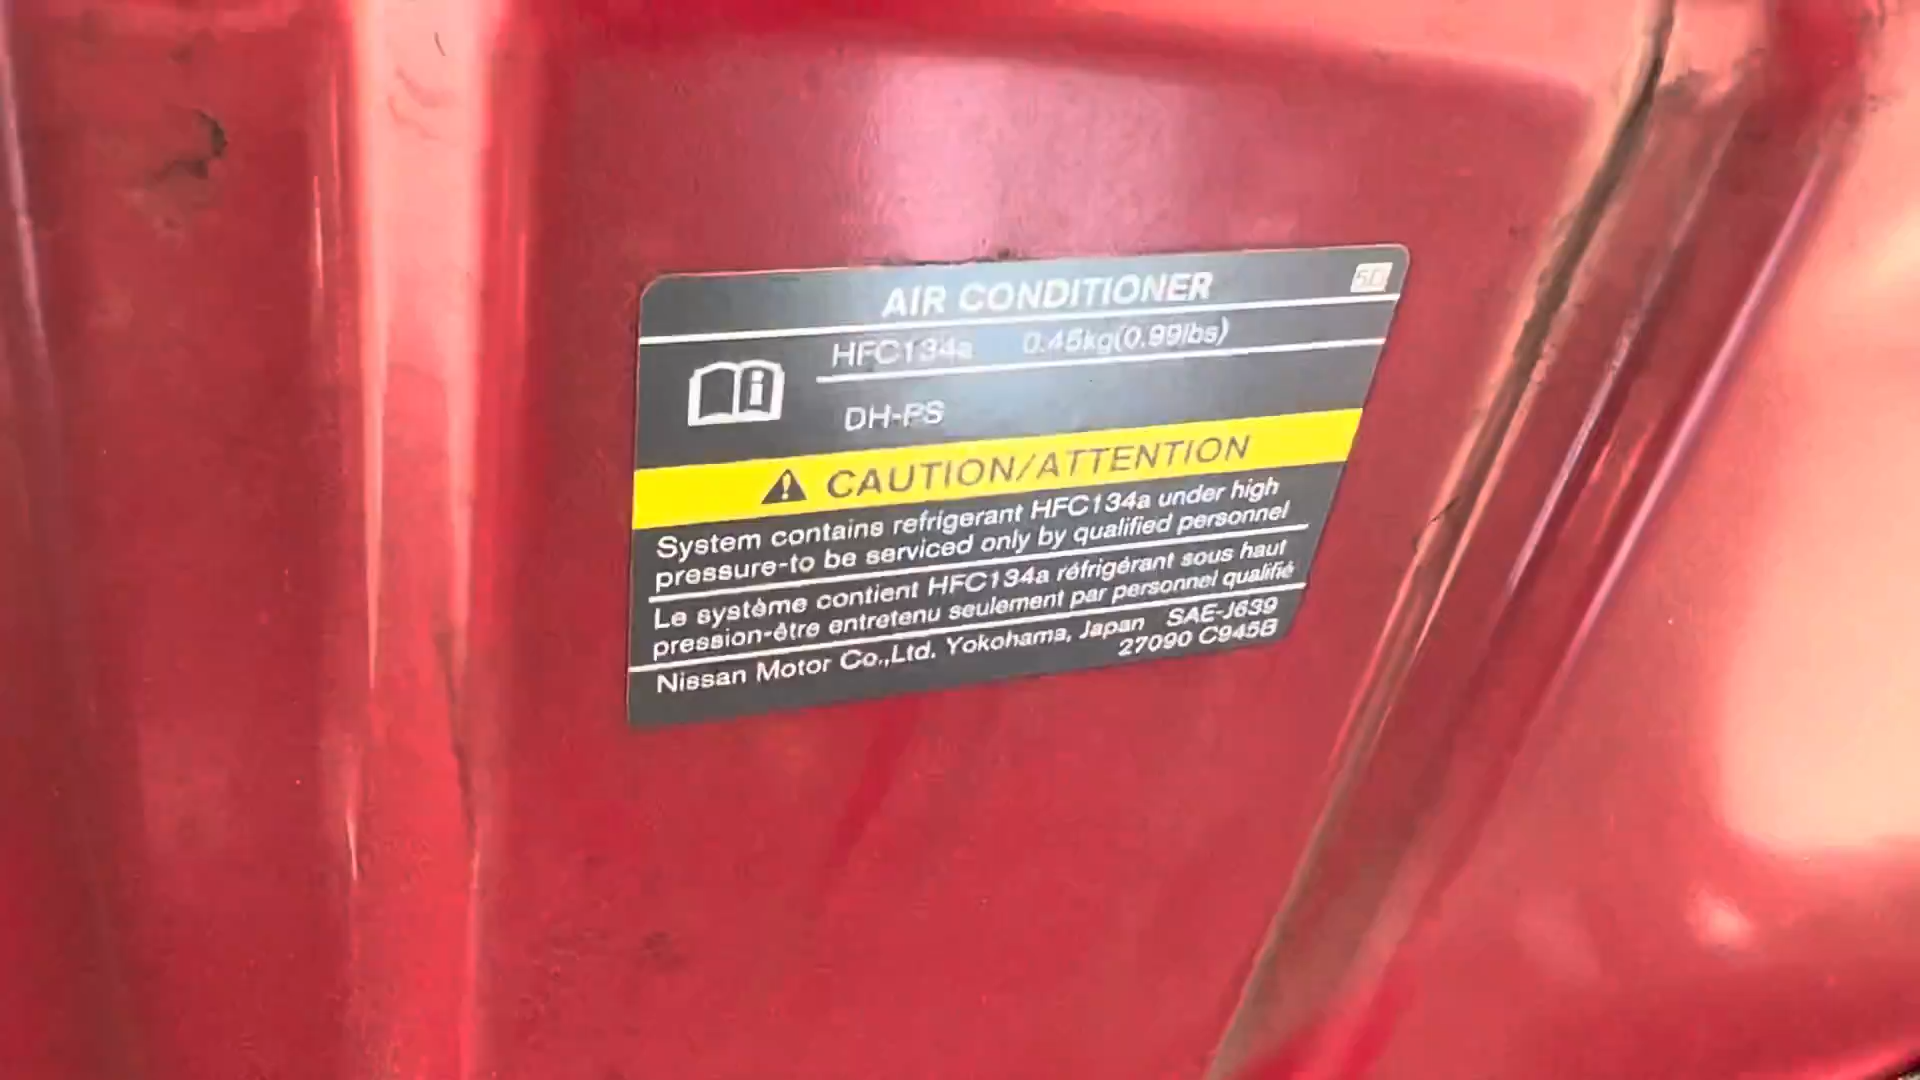 AIR CONDITIONER
HFC134a 0.45kg(0.99lbs)
DH-PS
CAUTION/ATTENTION
System contains refrigerant HFC134a under high
pressure-to be serviced only by qualified personnel
Le système contient HFC134a réfrigérant sous haut
pression-être entretenu seulement par personnel qualifié
Nissan Motor Co.,Ltd. Yokohama, Japan SAE-J639
27090 C945B